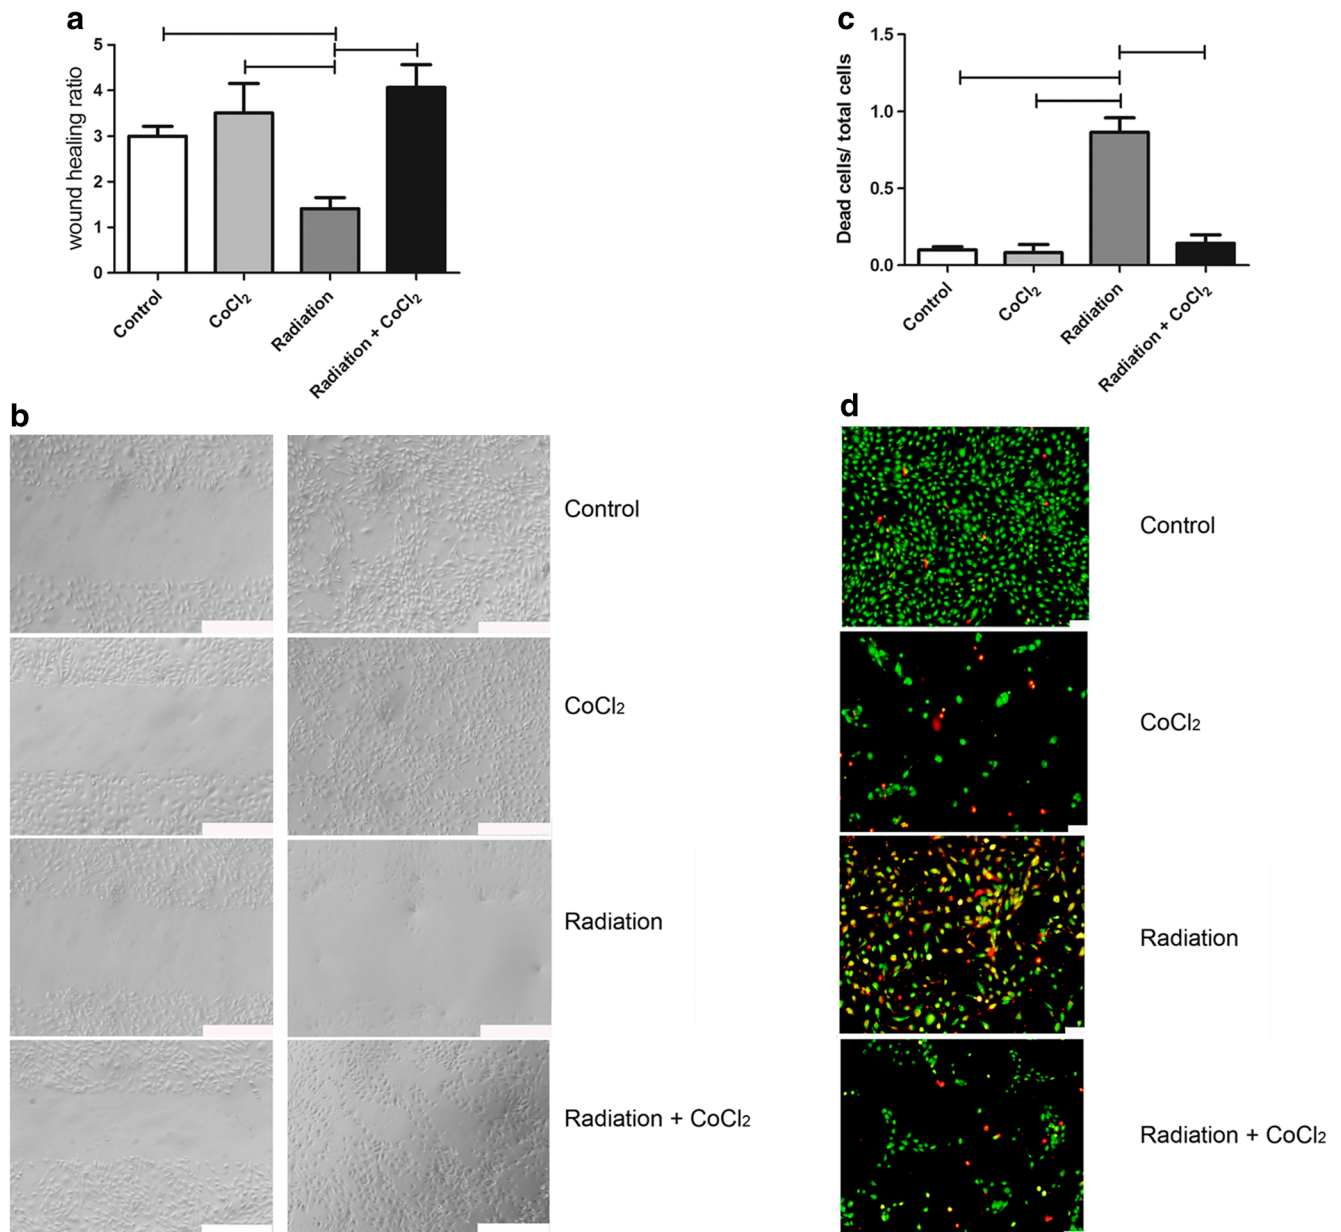 a
wound healing ratio
5
4
3
2
1
0
Control
CoCl₂
Radiation
Radiation + CoCl₂
c
Dead cells/ total cells
1.5
1.0
0.5
0.0
Control
CoCl₂
Radiation
Radiation + CoCl₂
b
Control
CoCl₂
Radiation
Radiation + CoCl₂
d
Control
CoCl₂
Radiation
Radiation + CoCl₂